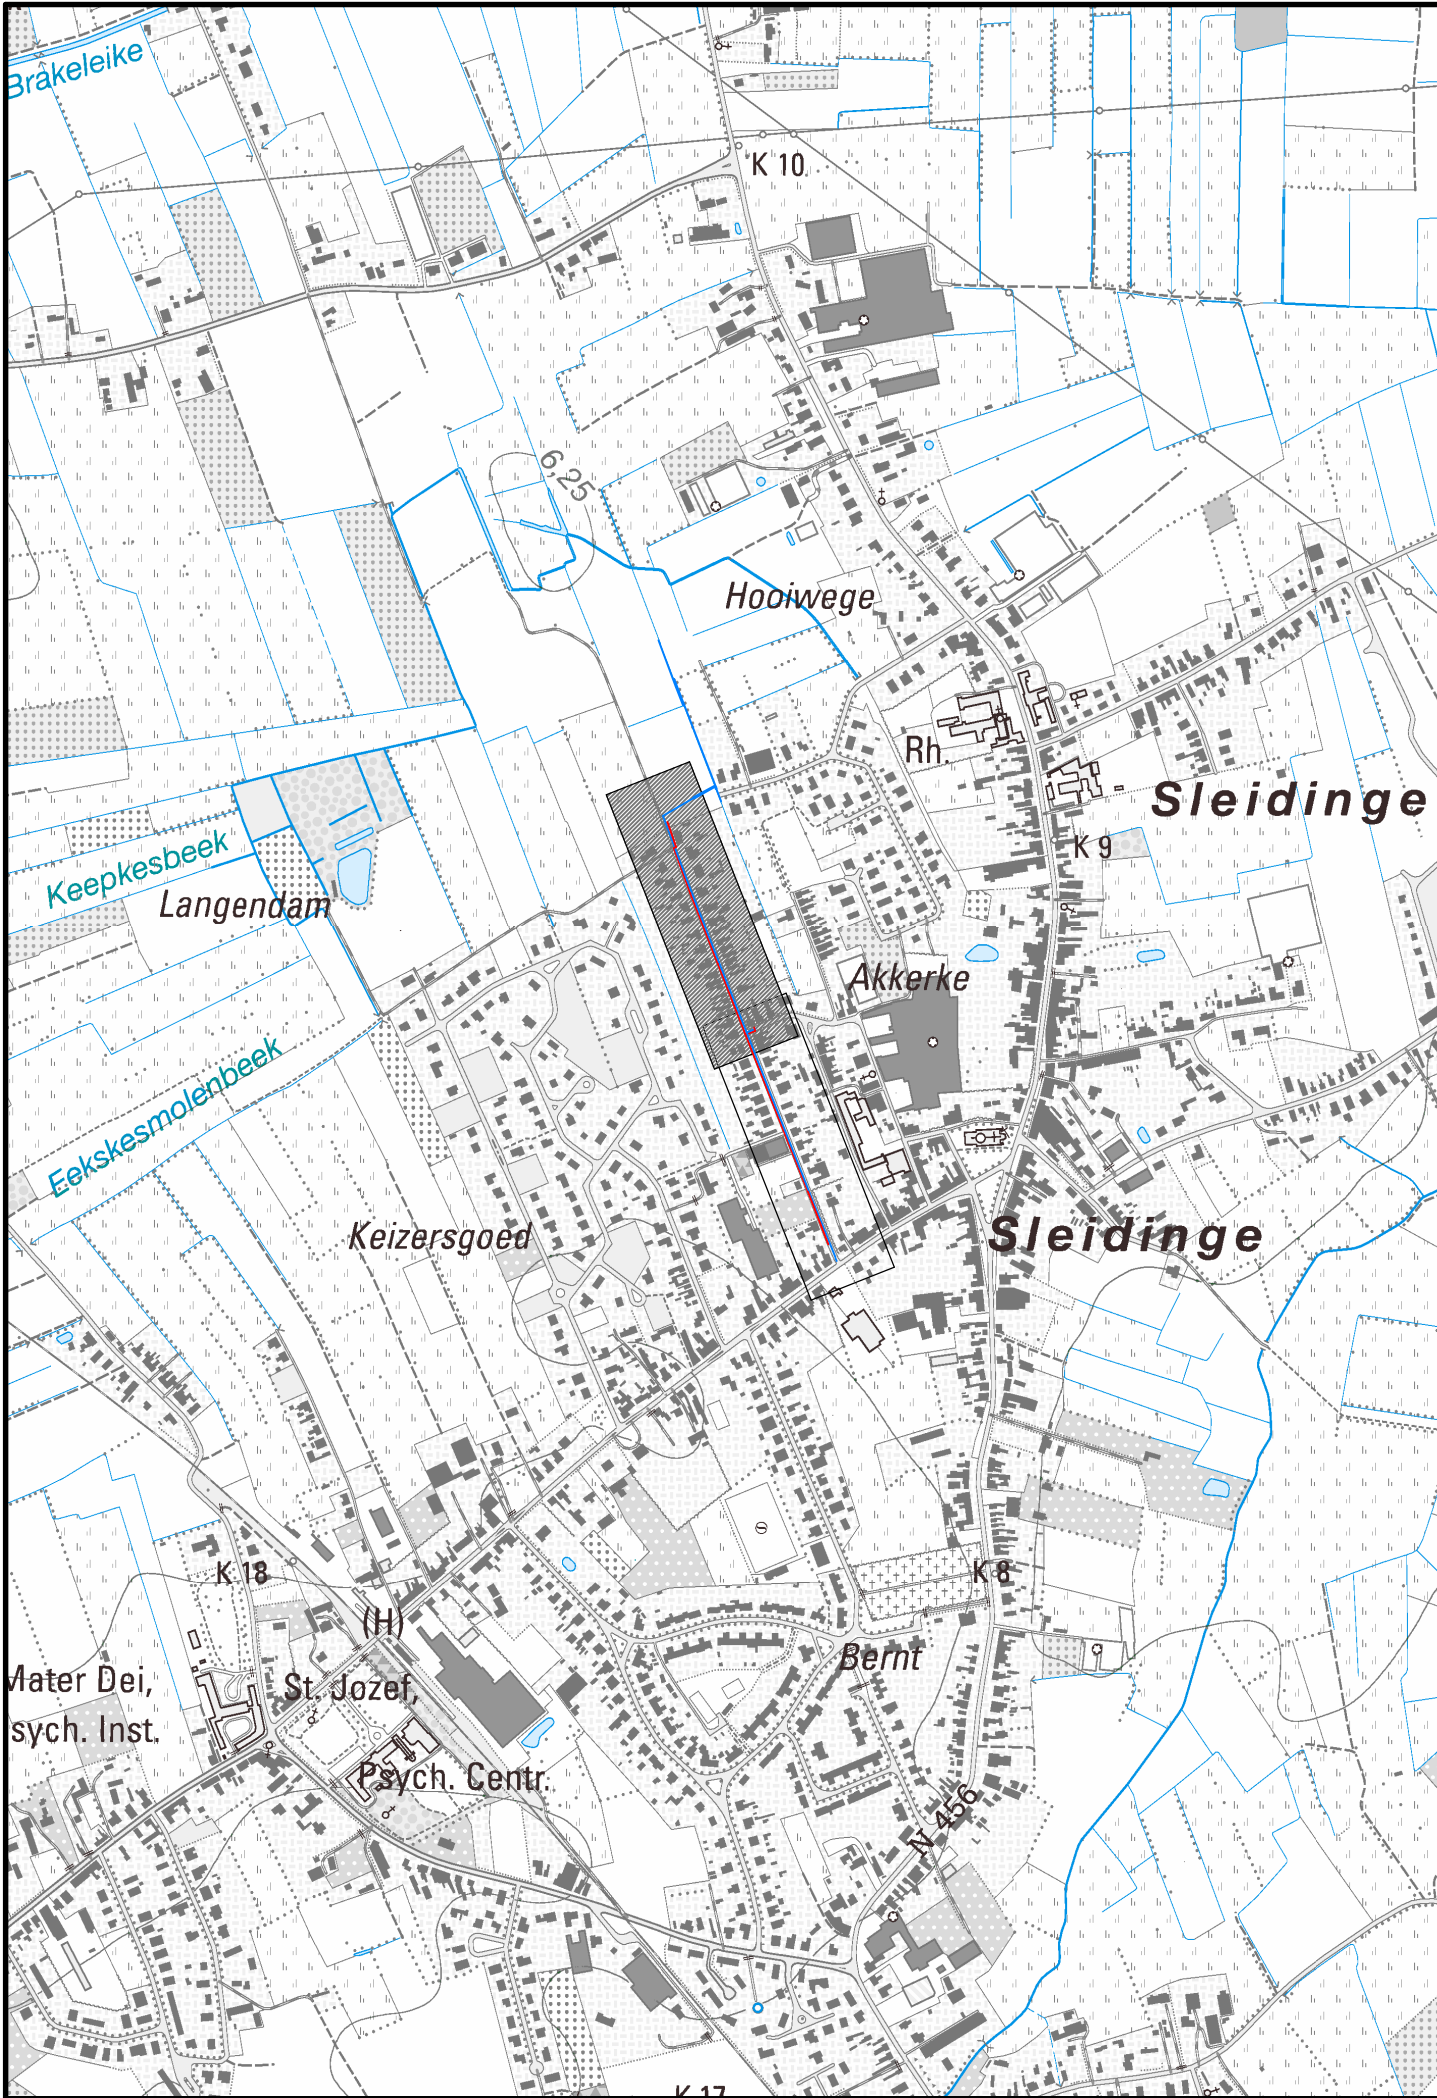 Brakeleike
K 10
6,25
Hooiwege
Rh.
Sleidinge
K 9
Keepkesbeek
Langendam
Akkerke
Eekskesmolenbeek
Keizersgoed
Sleidinge
K 18
K 8
(H)
Bernt
Mater Dei,
St. Jozef,
sych. Inst.
Psych. Centr.
N 456
K 17